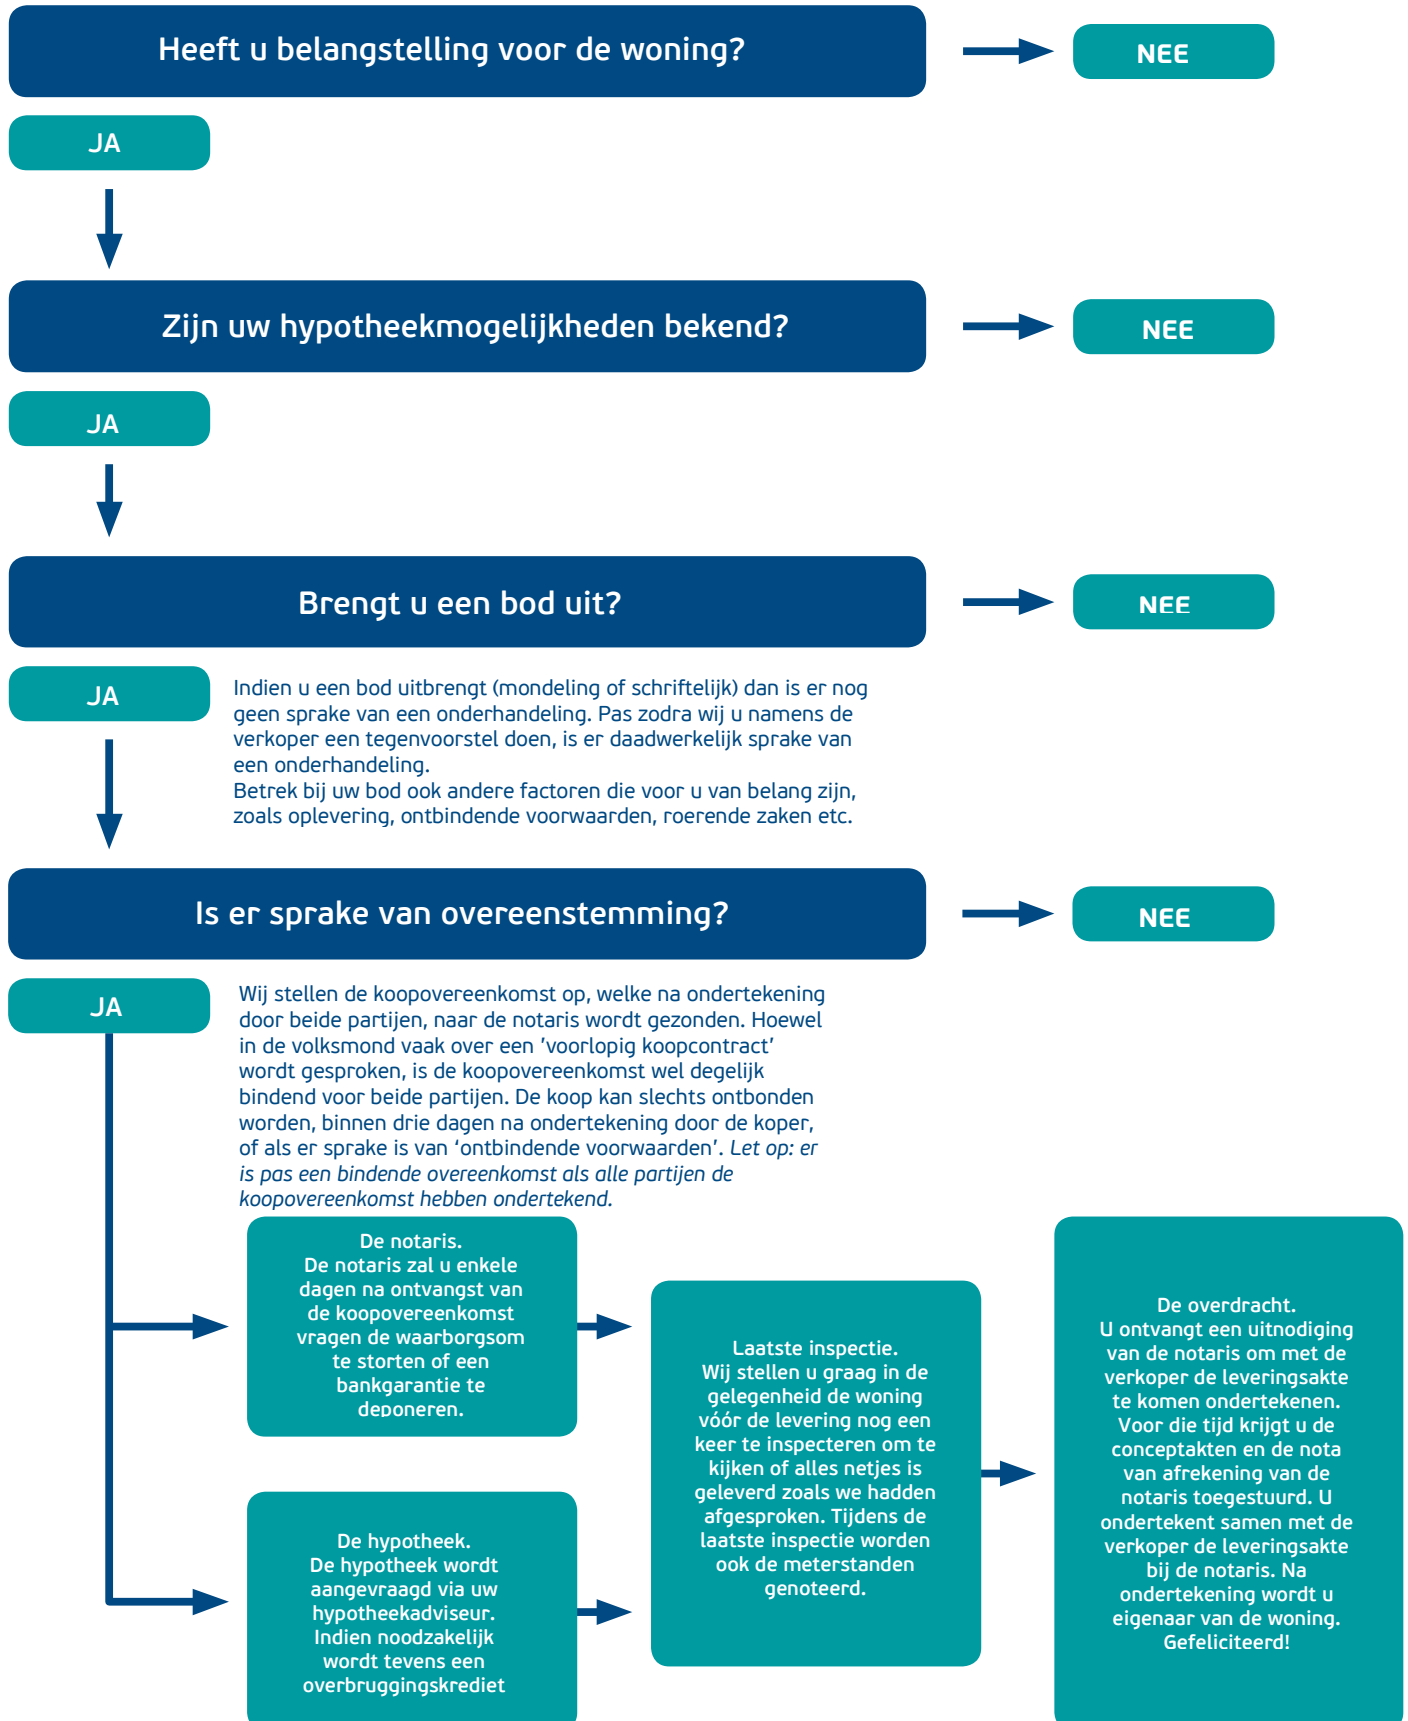 Heeft u belangstelling voor de woning?
NEE
JA
Zijn uw hypotheekmogelijkheden bekend?
NEE
JA
Brengt u een bod uit?
NEE
JA
Indien u een bod uitbrengt (mondeling of schriftelijk) dan is er nog
geen sprake van een onderhandeling. Pas zodra wij u namens de
verkoper een tegenvoorstel doen, is er daadwerkelijk sprake van
een onderhandeling.
Betrek bij uw bod ook andere factoren die voor u van belang zijn,
zoals oplevering, ontbindende voorwaarden, roerende zaken etc.
Is er sprake van overeenstemming?
NEE
JA
Wij stellen de koopovereenkomst op, welke na ondertekening
door beide partijen, naar de notaris wordt gezonden. Hoewel
in de volksmond vaak over een ’voorlopig koopcontract’
wordt gesproken, is de koopovereenkomst wel degelijk
bindend voor beide partijen. De koop kan slechts ontbonden
worden, binnen drie dagen na ondertekening door de koper,
of als er sprake is van ‘ontbindende voorwaarden’. Let op: er
is pas een bindende overeenkomst als alle partijen de
koopovereenkomst hebben ondertekend.
De notaris.
De notaris zal u enkele
dagen na ontvangst van
de koopovereenkomst
vragen de waarborgsom
te storten of een
bankgarantie te
deponeren.
De hypotheek.
De hypotheek wordt
aangevraagd via uw
hypotheekadviseur.
Indien noodzakelijk
wordt tevens een
overbruggingskrediet
Laatste inspectie.
Wij stellen u graag in de
gelegenheid de woning
vóór de levering nog een
keer te inspecteren om te
kijken of alles netjes is
geleverd zoals we hadden
afgesproken. Tijdens de
laatste inspectie worden
ook de meterstanden
genoteerd.
De overdracht.
U ontvangt een uitnodiging
van de notaris om met de
verkoper de leveringsakte
te komen ondertekenen.
Voor die tijd krijgt u de
conceptakten en de nota
van afrekening van de
notaris toegestuurd. U
ondertekent samen met de
verkoper de leveringsakte
bij de notaris. Na
ondertekening wordt u
eigenaar van de woning.
Gefeliciteerd!